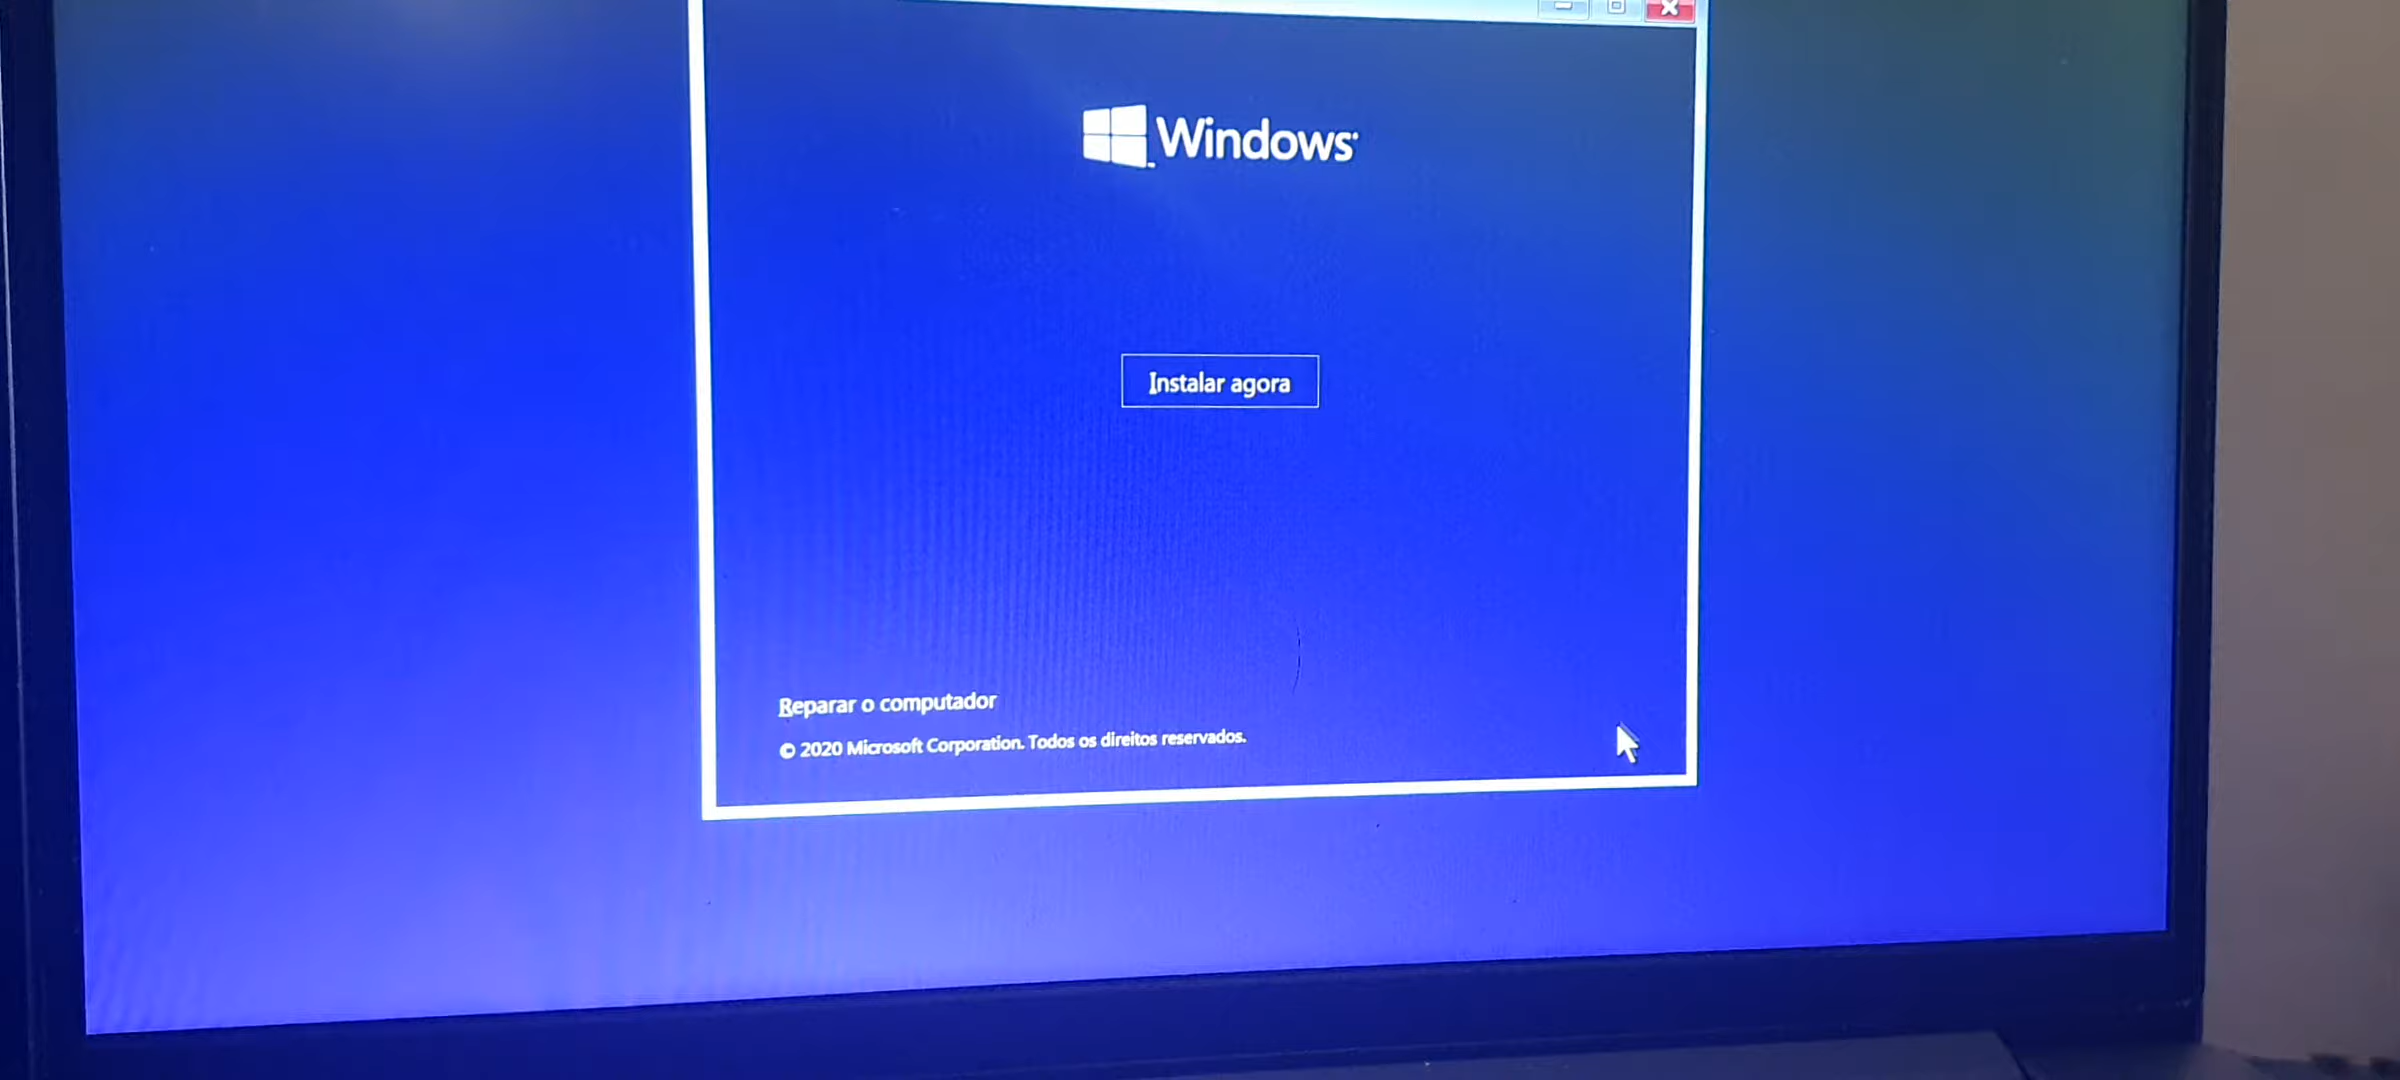 Windows
Instalar agora
Reparar o computador
© 2020 Microsoft Corporation. Todos os direitos reservados.